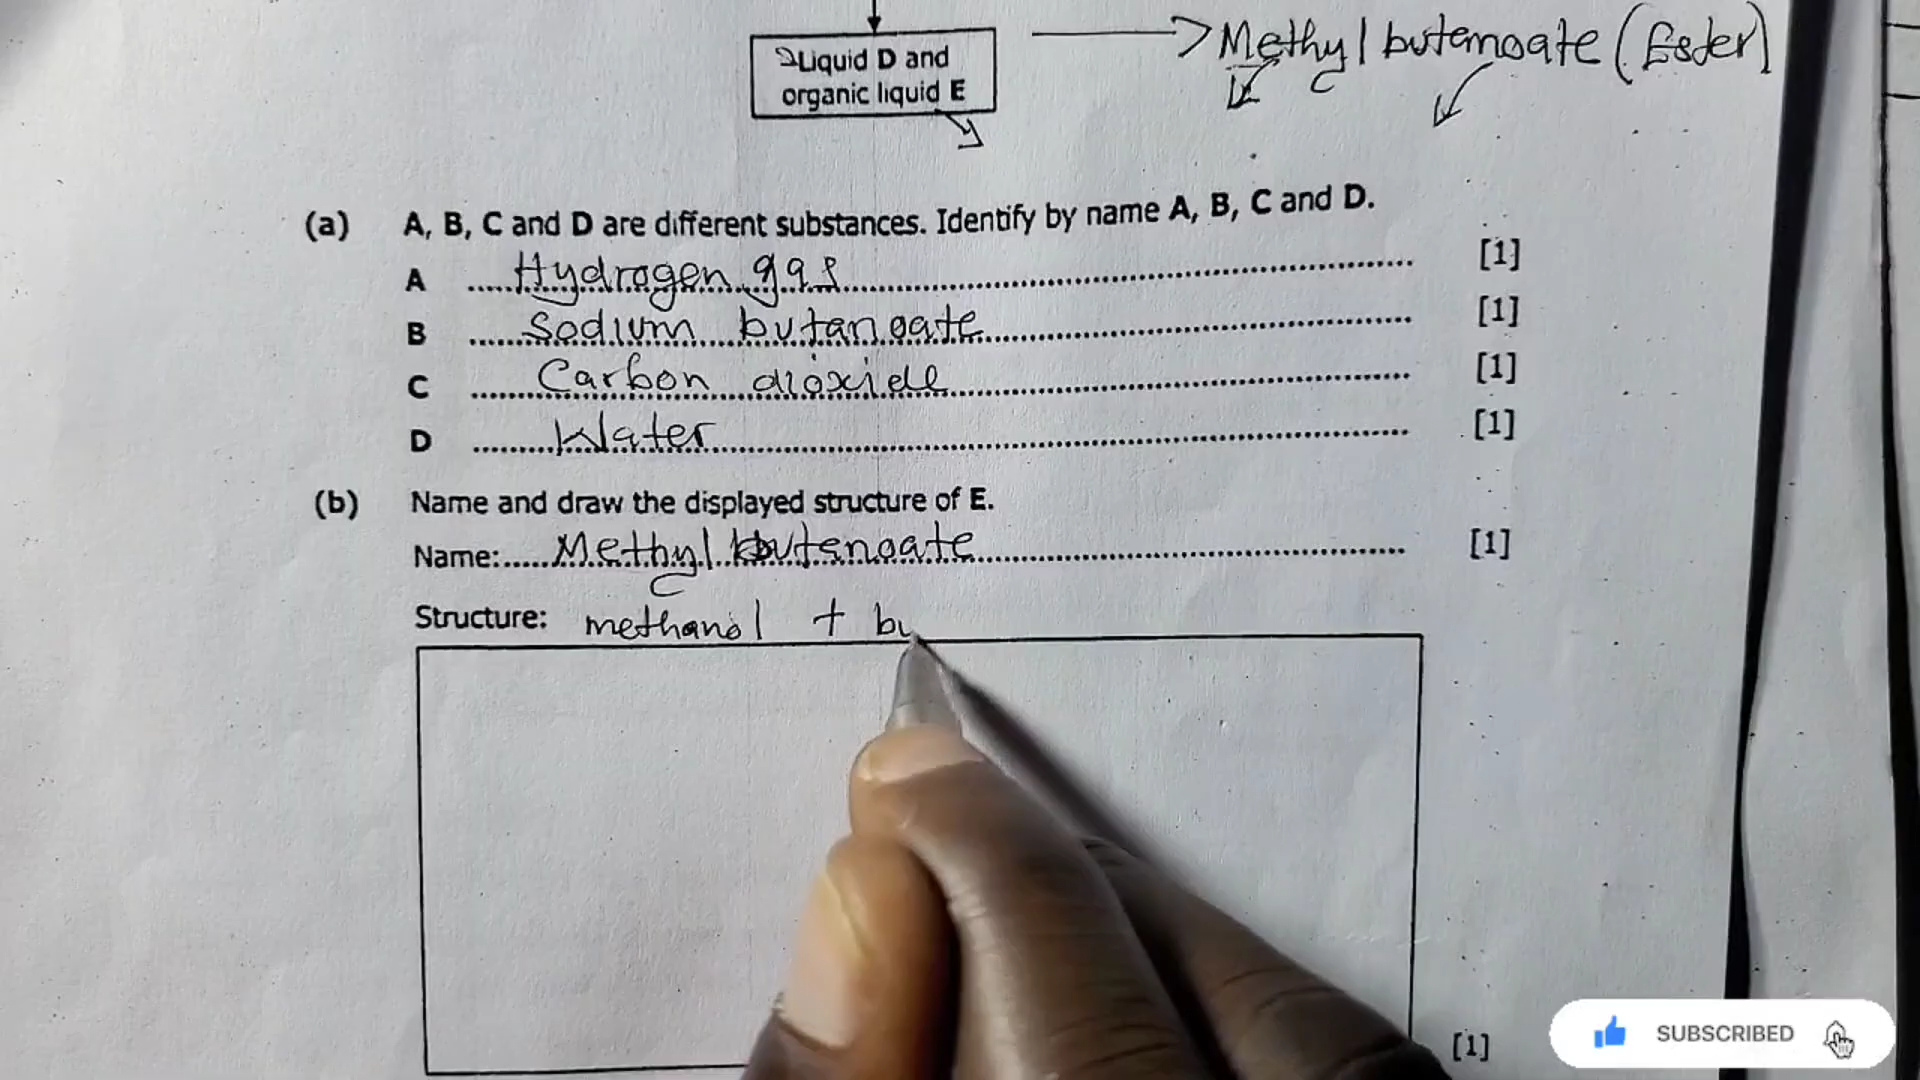 Liquid D and
organic liquid E
Methyl butanoate (Ester)
(a) A, B, C and D are different substances. Identify by name A, B, C and D.
A Hydrogen gas [1]
B Sodium butanoate [1]
C Carbon dioxide [1]
D Water [1]
(b) Name and draw the displayed structure of E.
Name: Methyl butanoate [1]
Structure: methanol + bu
[1]
SUBSCRIBED